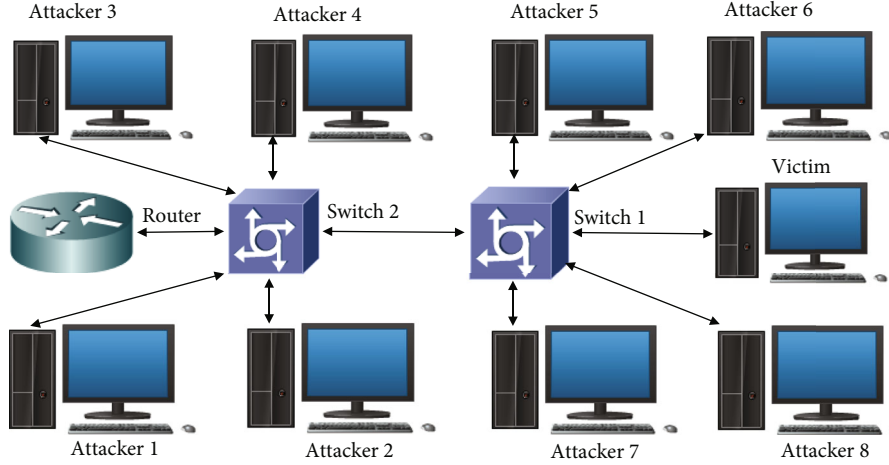 Attacker 3
Attacker 4
Attacker 5
Attacker 6
Victim
Router
Switch 2
Switch 1
Attacker 1
Attacker 2
Attacker 7
Attacker 8